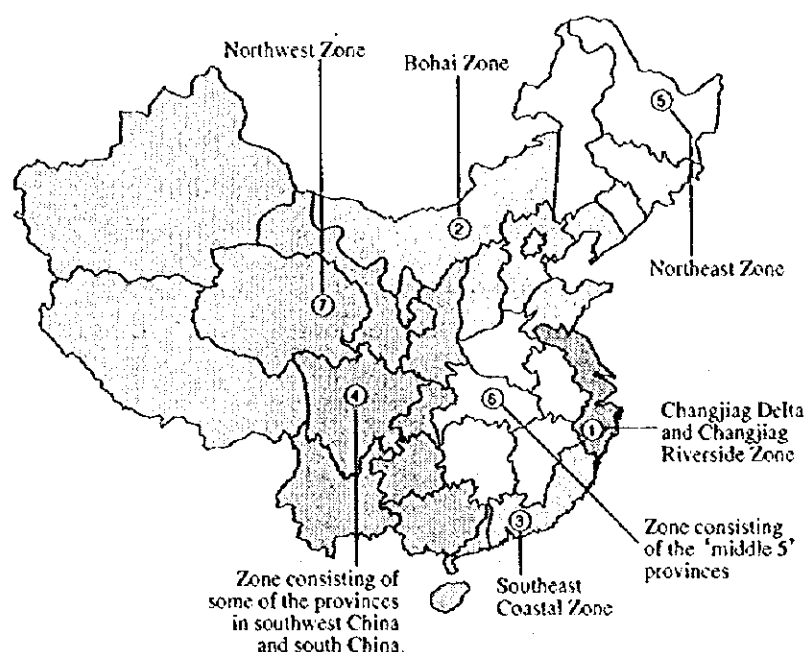 Northwest Zone
Bohai Zone
5
2
Northeast Zone
7
4
6
1
Changjiag Delta
and Changjiag
Riverside Zone
3
Zone consisting
of the 'middle 5'
provinces
Zone consisting of
some of the provinces
in southwest China
and south China.
Southeast
Coastal Zone